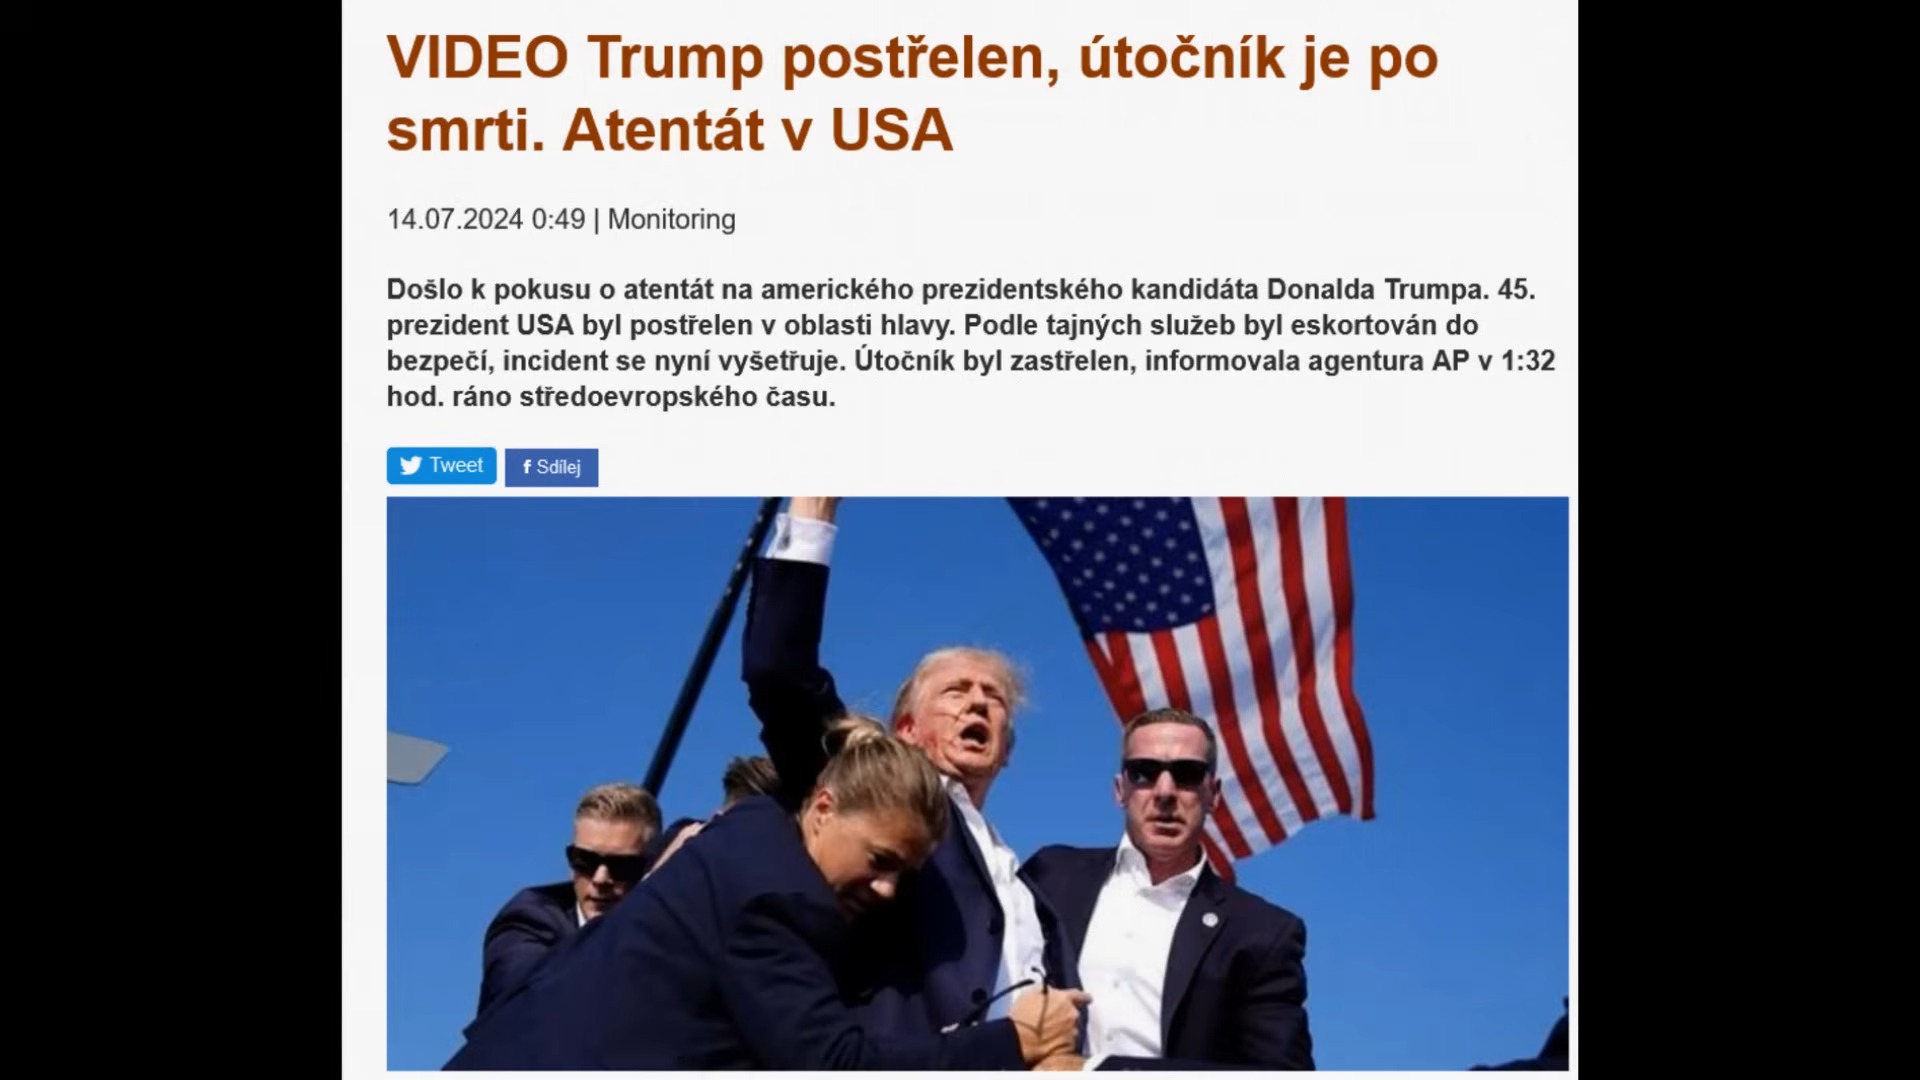 VIDEO Trump postřelen, útočník je po
smrti. Atentát v USA
14.07.2024 0:49 | Monitoring
Došlo k pokusu o atentát na amerického prezidentského kandidáta Donalda Trumpa. 45.
prezident USA byl postřelen v oblasti hlavy. Podle tajných služeb byl eskortován do
bezpečí, incident se nyní vyšetřuje. Útočník byl zastřelen, informovala agentura AP v 1:32
hod. ráno středoevropského času.
Tweet f Sdílej